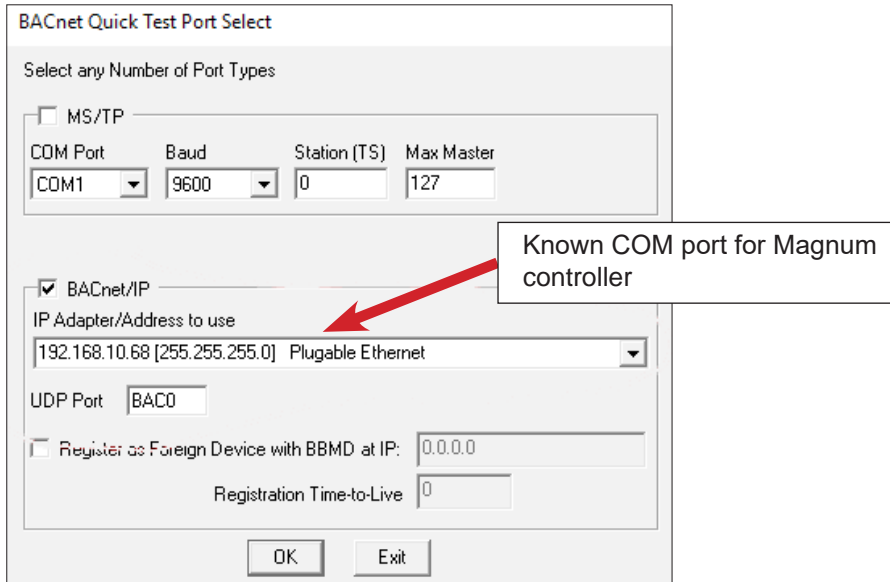 BACnet Quick Test Port Select
Select any Number of Port Types
MS/TP
COM Port Baud Station (TS) Max Master
COM1 9600 0 127
Known COM port for Magnum
controller
BACnet/IP
IP Adapter/Address to use
192.168.10.68 [255.255.255.0] Plugable Ethernet
UDP Port BAC0
Register as Foreign Device with BBMD at IP: 0.0.0.0
Registration Time-to-Live 0
OK Exit